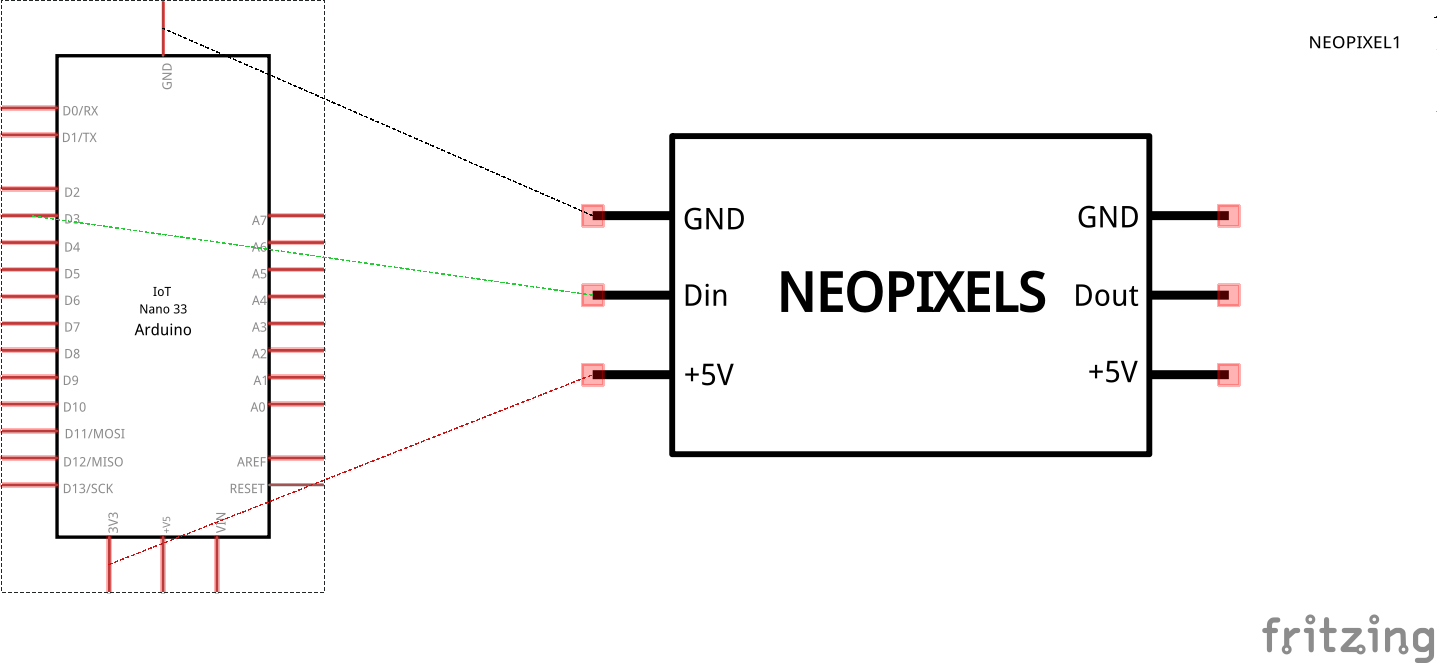 NEOPIXEL1
GND
D0/RX
D1/TX
D2
D3
D4
D5
D6
D7
D8
D9
D10
D11/MOSI
D12/MISO
D13/SCK
IoT
Nano 33
Arduino
A7
A6
A5
A4
A3
A2
A1
A0
AREF
RESET
3V3
+V5
VIN
GND
Din
+5V
NEOPIXELS
GND
Dout
+5V
fritzing